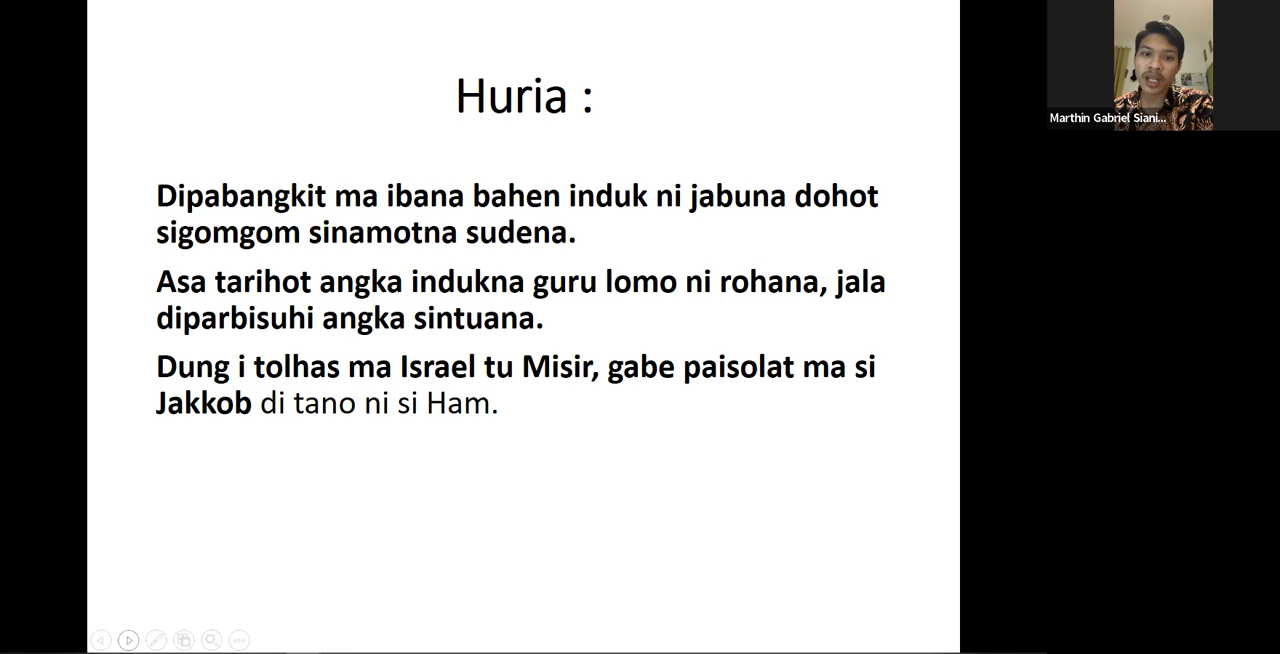 Huria :
Dipabangkit ma ibana bahen induk ni jabuna dohot
sigomgom sinamotna sudena.
Asa tarihot angka indukna guru lomo ni rohana, jala
diparbisuhi angka sintuana.
Dung i tolhas ma Israel tu Misir, gabe paisolat ma si
Jakkob di tano ni si Ham.
Marthin Gabriel Siani...